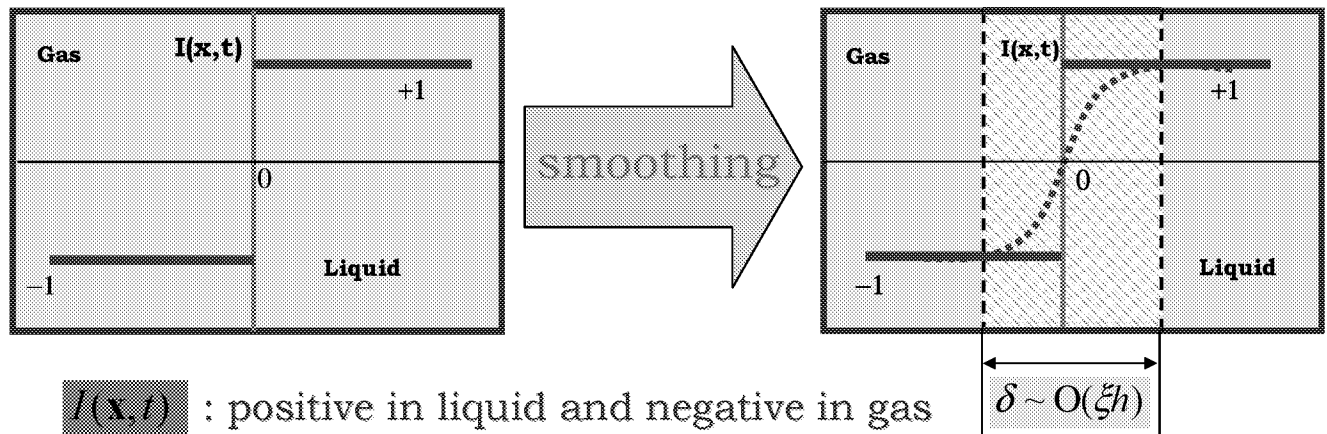 Gas
I(x,t)
+1
0
−1
Liquid
smoothing
Gas
I(x,t)
+1
0
−1
Liquid
I(x,t) : positive in liquid and negative in gas
δ ~ O(ξh)